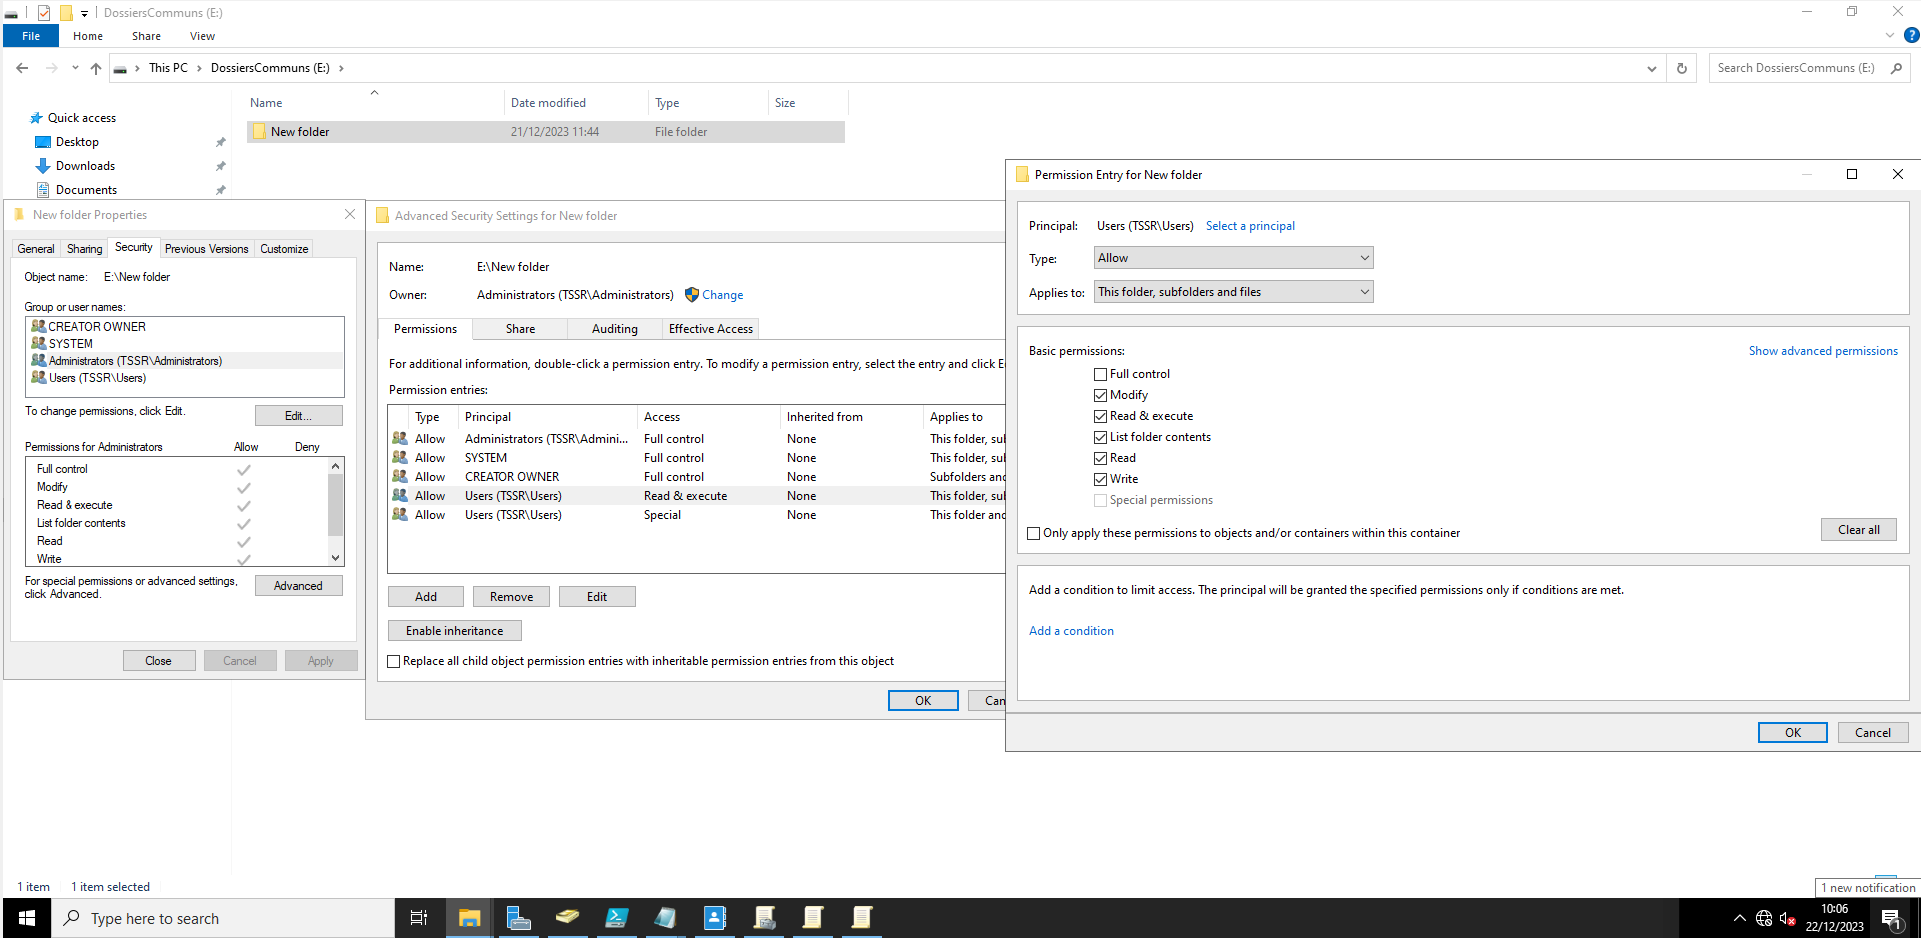 DossiersCommuns (E:)
File Home Share View
This PC > DossiersCommuns (E:) >
Search DossiersCommuns (E:)
Name Date modified Type Size
New folder 21/12/2023 11:44 File folder
Quick access
Desktop
Downloads
Documents
New folder Properties
General Sharing Security Previous Versions Customize
Object name: E:\New folder
Group or user names:
CREATOR OWNER
SYSTEM
Administrators (TSSR\Administrators)
Users (TSSR\Users)
To change permissions, click Edit.
Edit...
Permissions for Administrators Allow Deny
Full control
Modify
Read & execute
List folder contents
Read
Write
For special permissions or advanced settings,
click Advanced.
Advanced
Close Cancel Apply
Advanced Security Settings for New folder
Name: E:\New folder
Owner: Administrators (TSSR\Administrators) Change
Permissions Share Auditing Effective Access
For additional information, double-click a permission entry. To modify a permission entry, select the entry and click E
Permission entries:
Type Principal Access Inherited from Applies to
Allow Administrators (TSSR\Admini... Full control None This folder, sul
Allow SYSTEM Full control None This folder, sul
Allow CREATOR OWNER Full control None Subfolders and
Allow Users (TSSR\Users) Read & execute None This folder, sul
Allow Users (TSSR\Users) Special None This folder and
Add Remove Edit
Enable inheritance
Replace all child object permission entries with inheritable permission entries from this object
OK Can
Permission Entry for New folder
Principal: Users (TSSR\Users) Select a principal
Type: Allow
Applies to: This folder, subfolders and files
Basic permissions: Show advanced permissions
Full control
Modify
Read & execute
List folder contents
Read
Write
Special permissions
Only apply these permissions to objects and/or containers within this container
Clear all
Add a condition to limit access. The principal will be granted the specified permissions only if conditions are met.
Add a condition
OK Cancel
1 item 1 item selected
1 new notification
Type here to search
10:06
22/12/2023
1